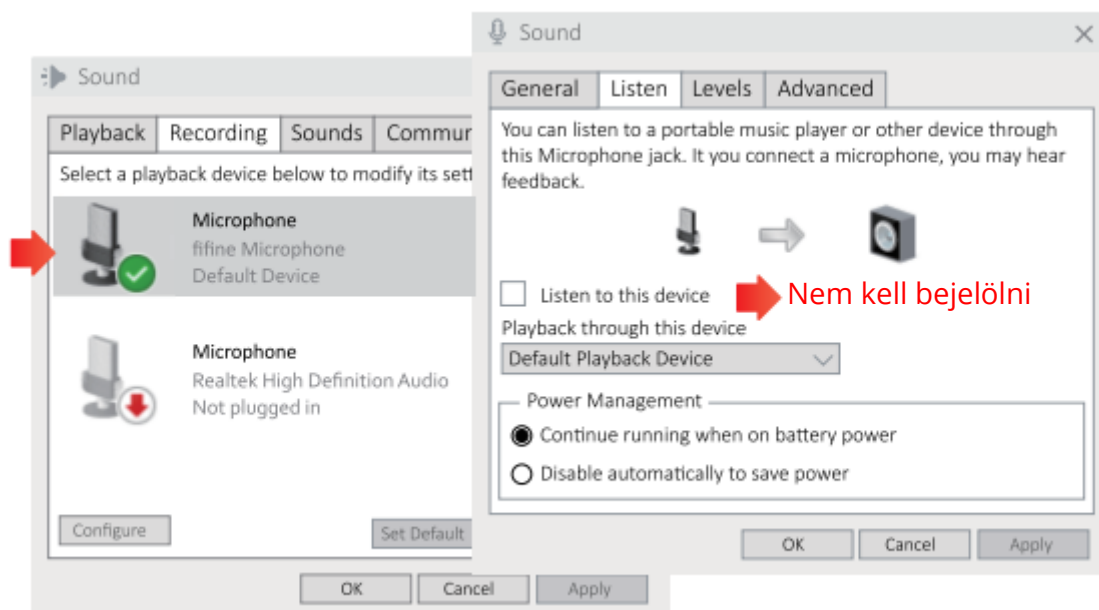 Sound
Playback Recording Sounds Commun
Select a playback device below to modify its sett
Microphone
fifine Microphone
Default Device
Microphone
Realtek High Definition Audio
Not plugged in
Configure
Set Default
OK Cancel Apply
Sound
General Listen Levels Advanced
You can listen to a portable music player or other device through
this Microphone jack. It you connect a microphone, you may hear
feedback.
Listen to this device
Nem kell bejelölni
Playback through this device
Default Playback Device
Power Management
Continue running when on battery power
Disable automatically to save power
OK Cancel Apply